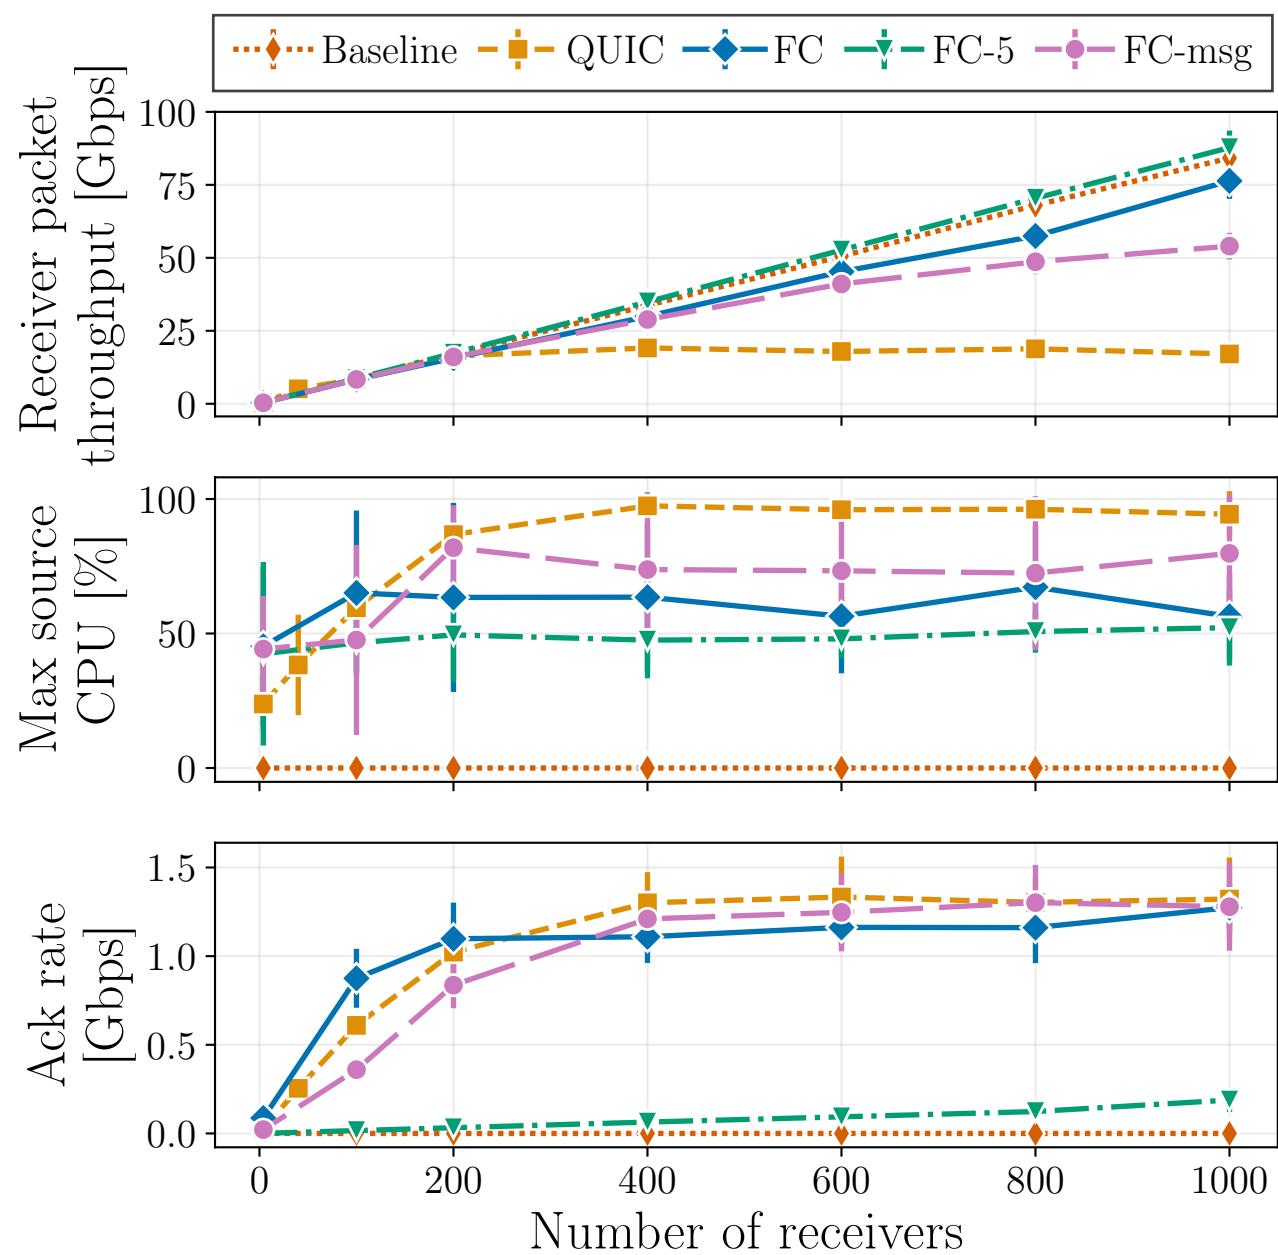 Baseline QUIC FC FC-5 FC-msg
Receiver packet
throughput [Gbps]
100
75
50
25
0
Max source
CPU [%]
100
50
0
Ack rate
[Gbps]
1.5
1.0
0.5
0.0
0 200 400 600 800 1000
Number of receivers